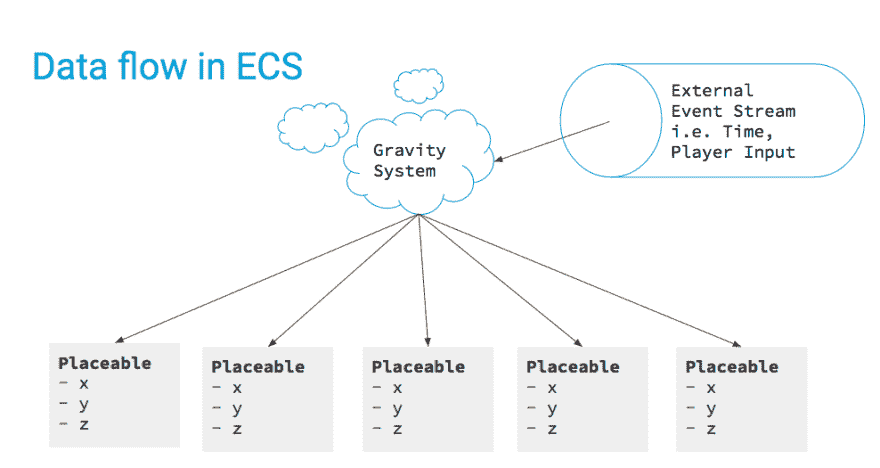 Data flow in ECS
Gravity
System
External
Event Stream
i.e. Time,
Player Input
Placeable
- x
- y
- z
Placeable
- x
- y
- z
Placeable
- x
- y
- z
Placeable
- x
- y
- z
Placeable
- x
- y
- z